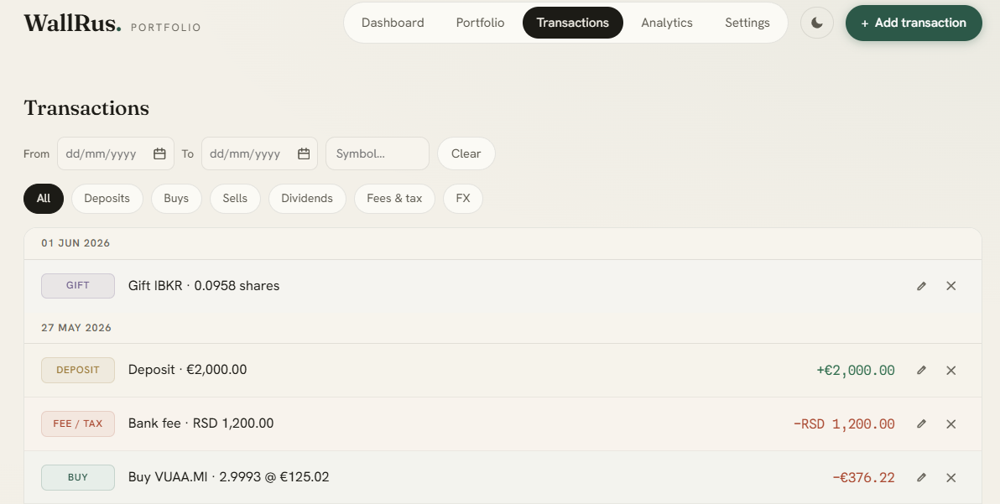 WallRus. PORTFOLIO Dashboard Portfolio Transactions Analytics Settings + Add transaction
Transactions
From dd/mm/yyyy To dd/mm/yyyy Symbol... Clear
All Deposits Buys Sells Dividends Fees & tax FX
01 JUN 2026
GIFT Gift IBKR · 0.0958 shares
27 MAY 2026
DEPOSIT Deposit · €2,000.00 +€2,000.00
FEE / TAX Bank fee · RSD 1,200.00 −RSD 1,200.00
BUY Buy VUAA.MI · 2.9993 @ €125.02 −€376.22